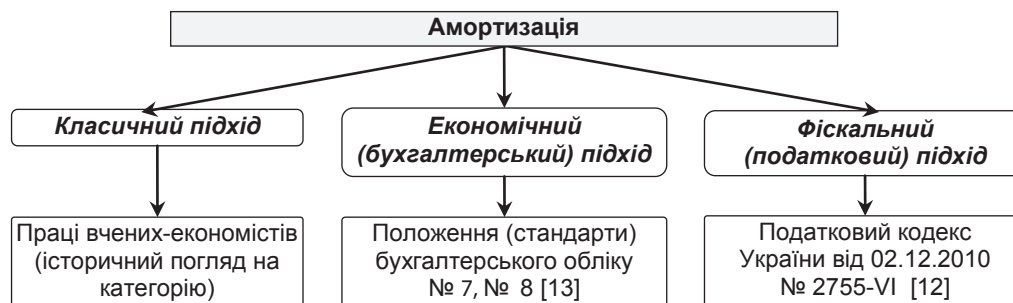 Амортизація
Класичний підхід
Економічний
(бухгалтерський) підхід
Фіскальний
(податковий) підхід
Праці вчених-економістів
(історичний погляд на
категорію)
Положення (стандарти)
бухгалтерського обліку
№ 7, № 8 [13]
Податковий кодекс
України від 02.12.2010
№ 2755-VI [12]